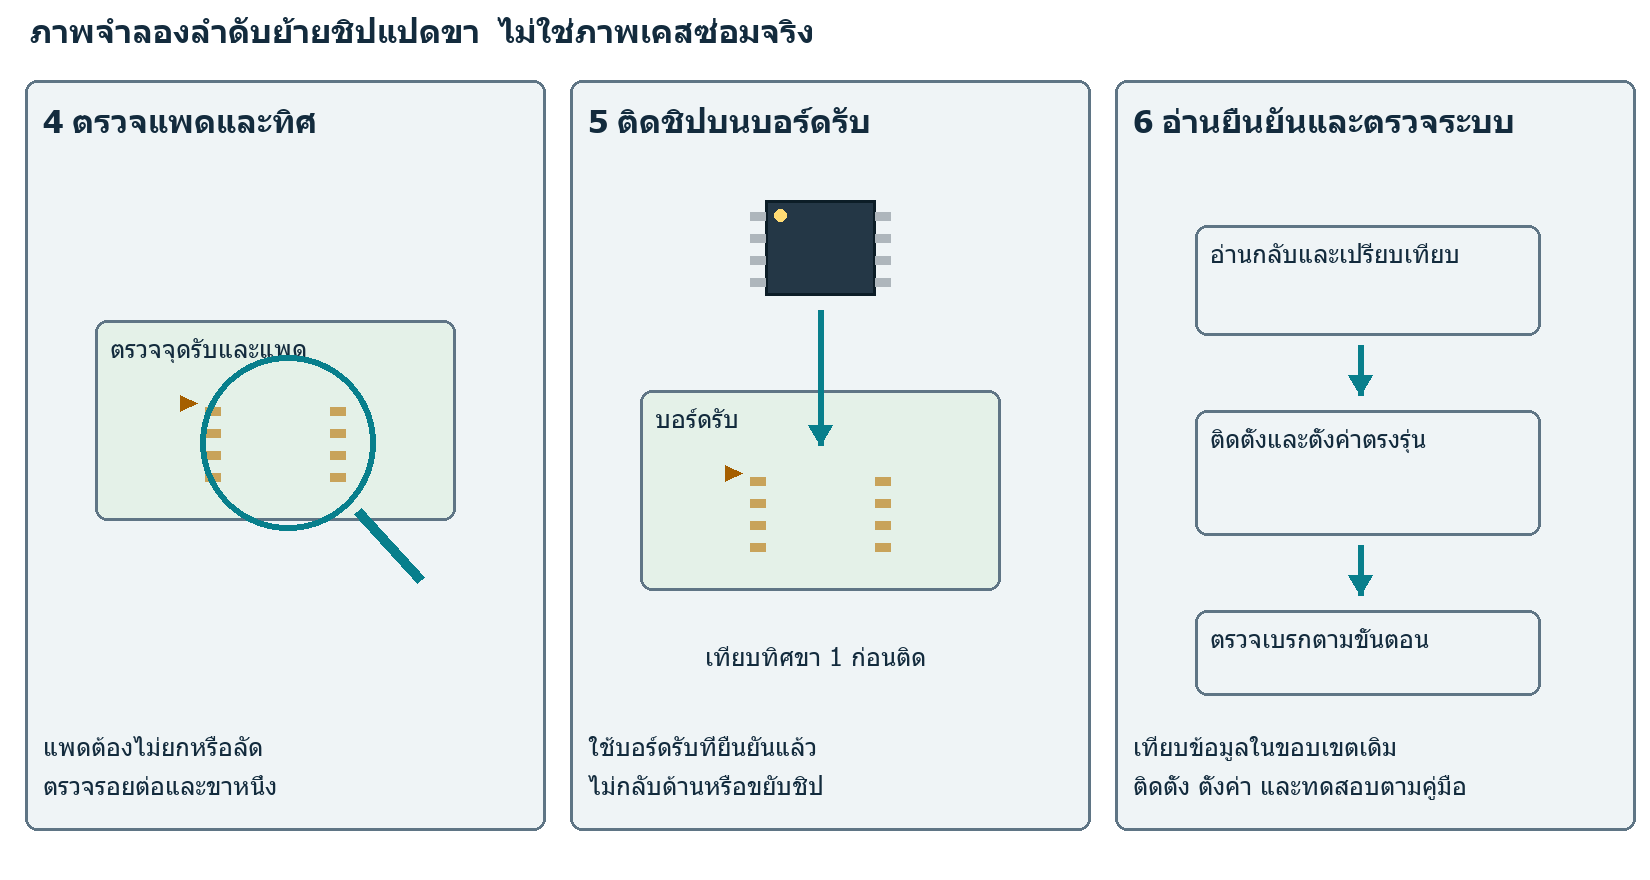 ภาพจำลองลำดับย้ายชิปแปดขา ไม่ใช่ภาพเคสซ่อมจริง
4 ตรวจแพดและทิศ
ตรวจจุดรับและแพด
แพดต้องไม่ยกหรือลัด
ตรวจรอยต่อและขาหนึ่ง
5 ติดชิปบนบอร์ดรับ
บอร์ดรับ
เทียบทิศขา 1 ก่อนติด
ใช้บอร์ดรับที่ยืนยันแล้ว
ไม่กลับด้านหรือขยับชิป
6 อ่านยืนยันและตรวจระบบ
อ่านกลับและเปรียบเทียบ
ติดตั้งและตั้งค่าตรงรุ่น
ตรวจเบรกตามขั้นตอน
เทียบข้อมูลในขอบเขตเดิม
ติดตั้ง ตั้งค่า และทดสอบตามคู่มือ